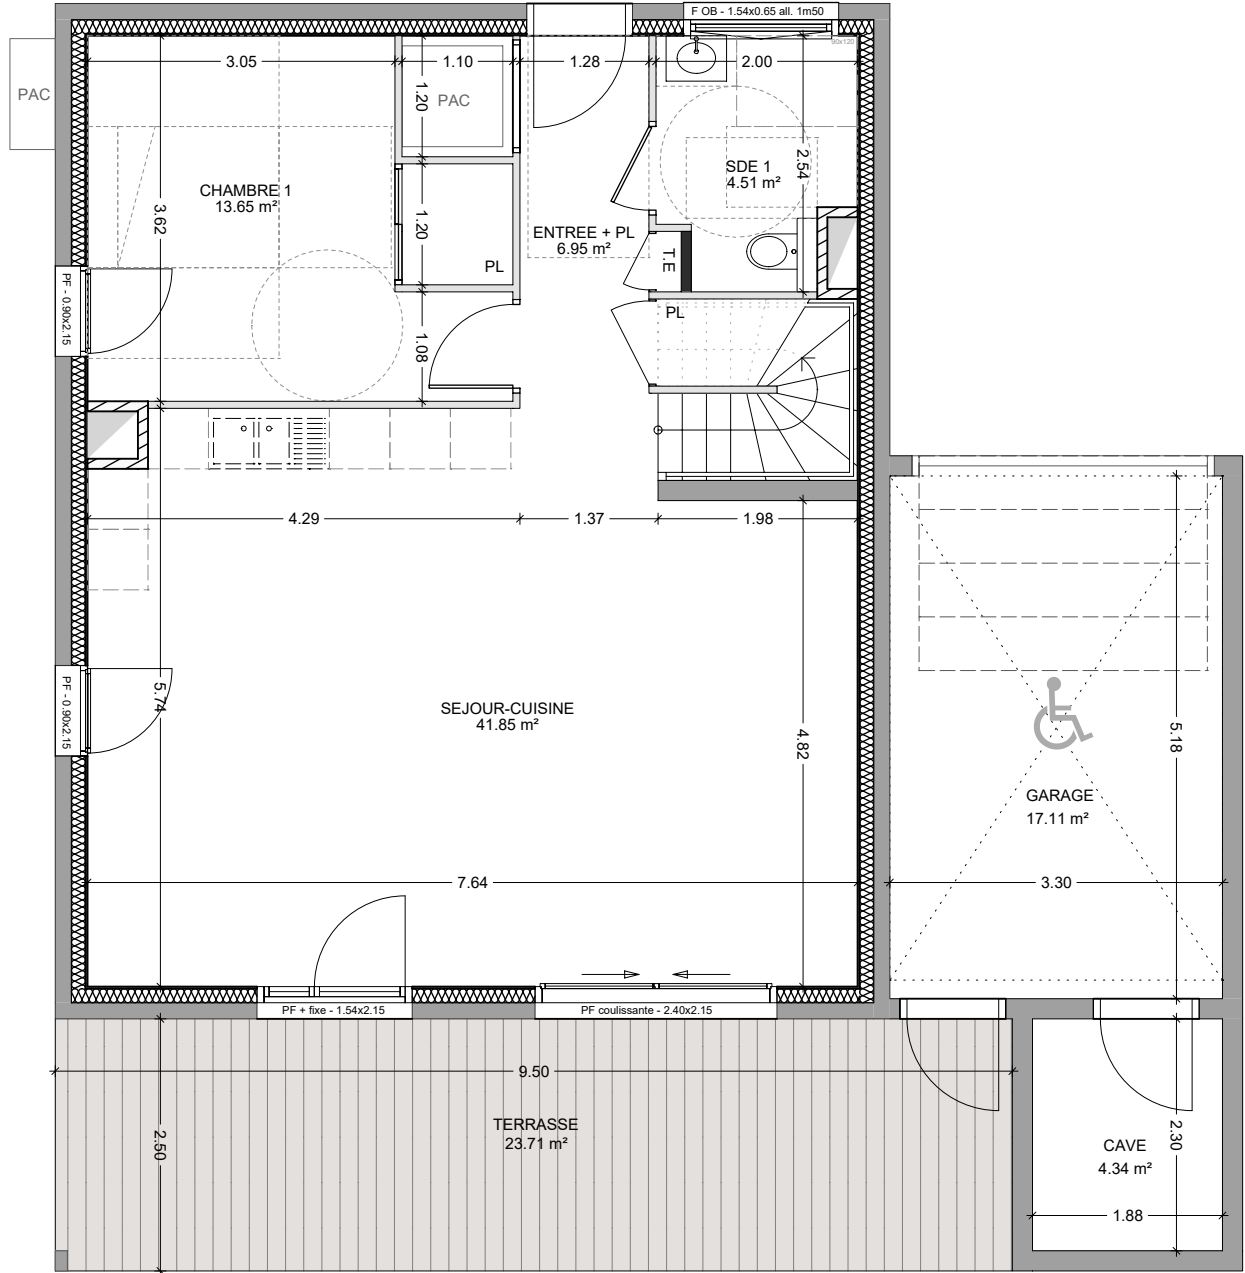 F OB - 1.54x0.65 all. 1m50
90x120
3.05
1.10
1.28
2.00
PAC
PAC
1.20
2.54
SDE 1
4.51 m²
CHAMBRE 1
13.65 m²
3.62
1.20
ENTREE + PL
6.95 m²
PL
T.E
PF - 0.90x2.15
PL
1.08
4.29
1.37
1.98
PF - 0.90x2.15
5.74
SEJOUR-CUISINE
41.85 m²
4.82
5.18
GARAGE
17.11 m²
7.64
3.30
PF + fixe - 1.54x2.15
PF coulissante - 2.40x2.15
9.50
TERRASSE
23.71 m²
2.50
2.30
CAVE
4.34 m²
1.88